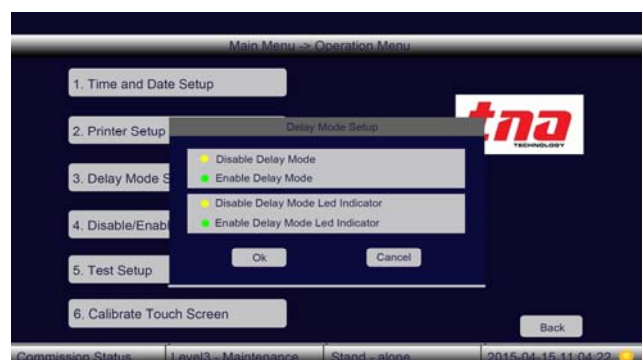 Main Menu -> Operation Menu
1. Time and Date Setup
2. Printer Setup
Delay Mode Setup
tna
TECHNOLOGY
Disable Delay Mode
Enable Delay Mode
3. Delay Mode S
Disable Delay Mode Led Indicator
Enable Delay Mode Led Indicator
4. Disable/Enabl
Ok
Cancel
5. Test Setup
6. Calibrate Touch Screen
Back
Commission Status
Level3 - Maintenance
Stand - alone
2015-04-15 11:04:22